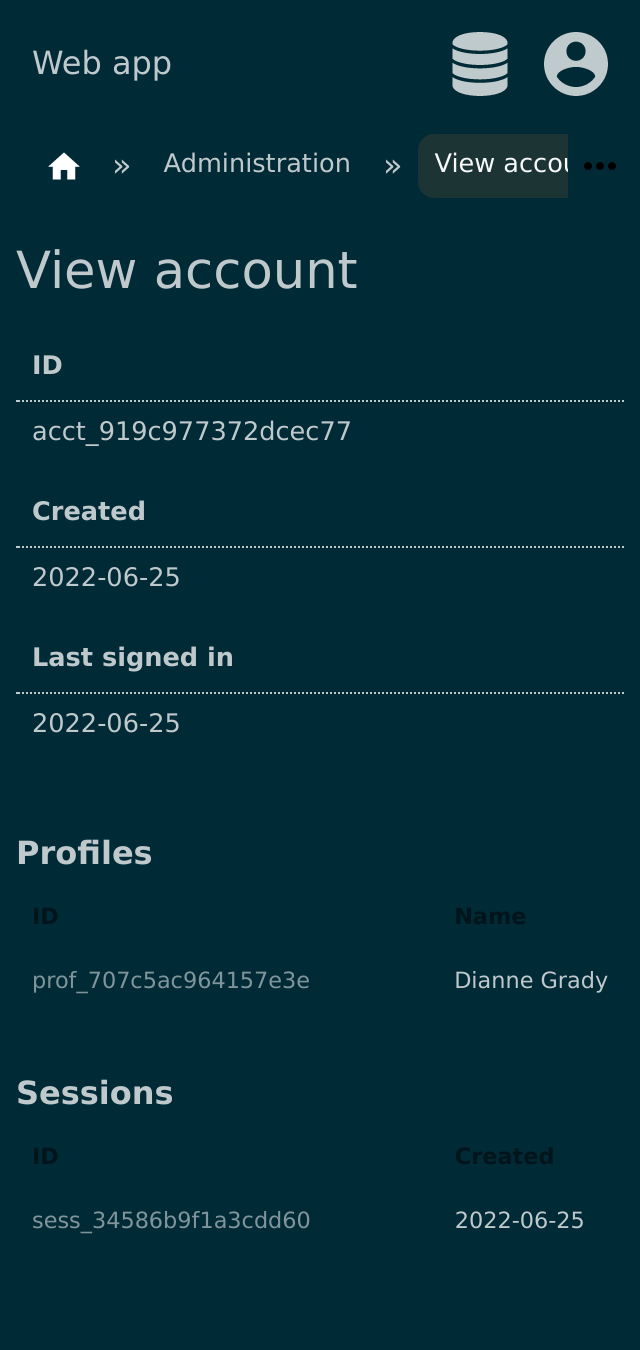 Web app
» Administration » View accou •••
View account
ID
acct_919c977372dcec77
Created
2022-06-25
Last signed in
2022-06-25
Profiles
ID Name
prof_707c5ac964157e3e Dianne Grady
Sessions
ID Created
sess_34586b9f1a3cdd60 2022-06-25